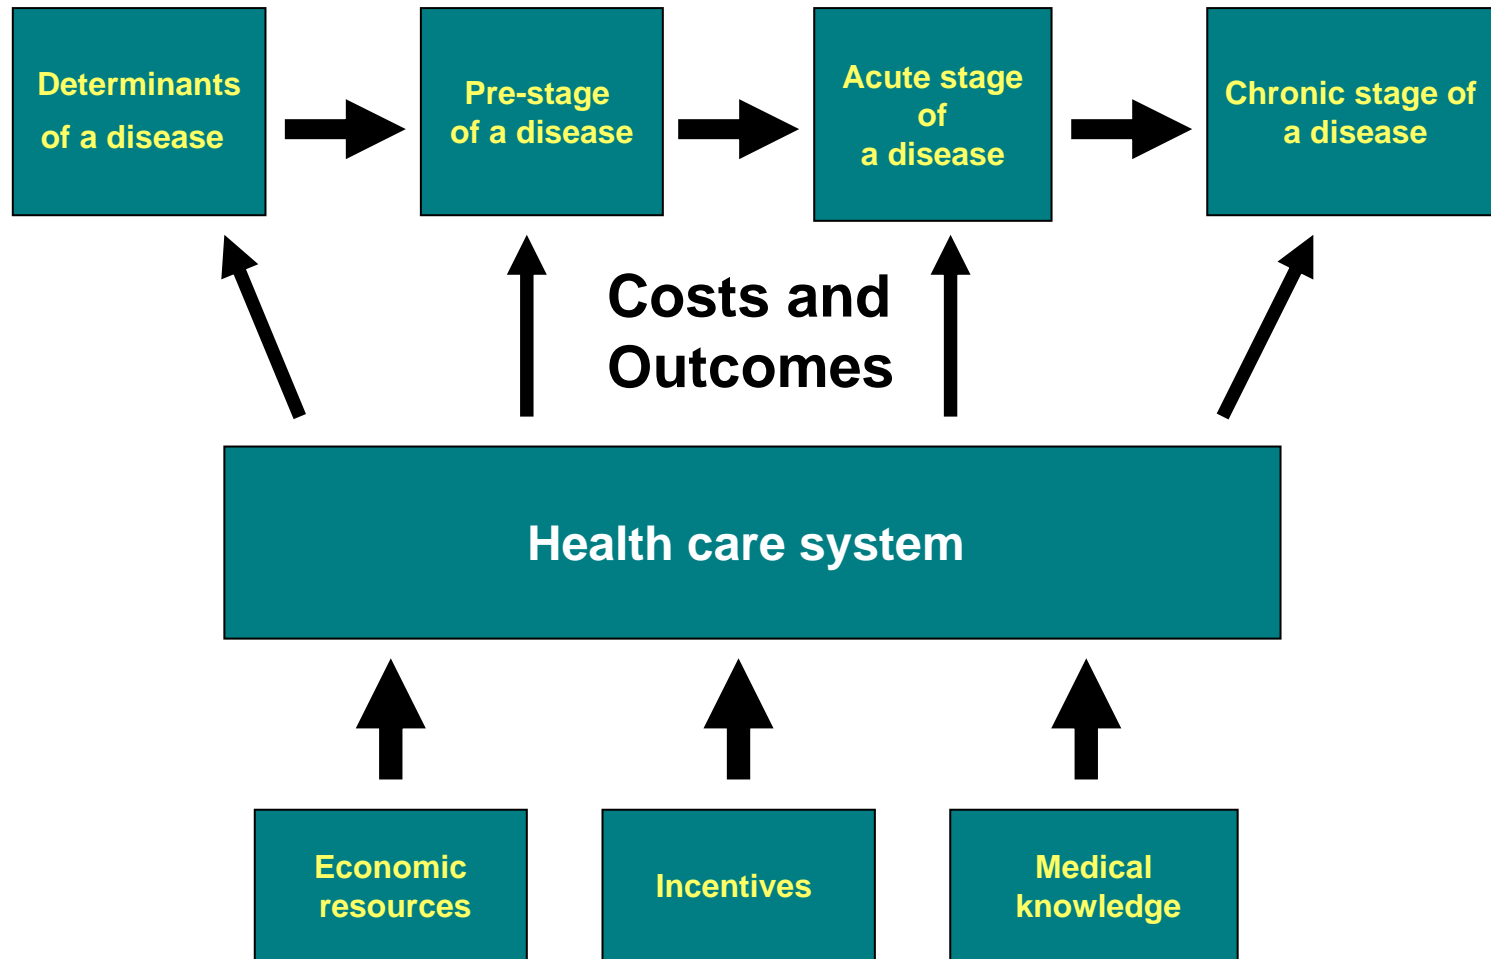 Determinants
of a disease
Pre-stage
of a disease
Acute stage
of
a disease
Chronic stage of
a disease
Costs and
Outcomes
Health care system
Economic
resources
Incentives
Medical
knowledge